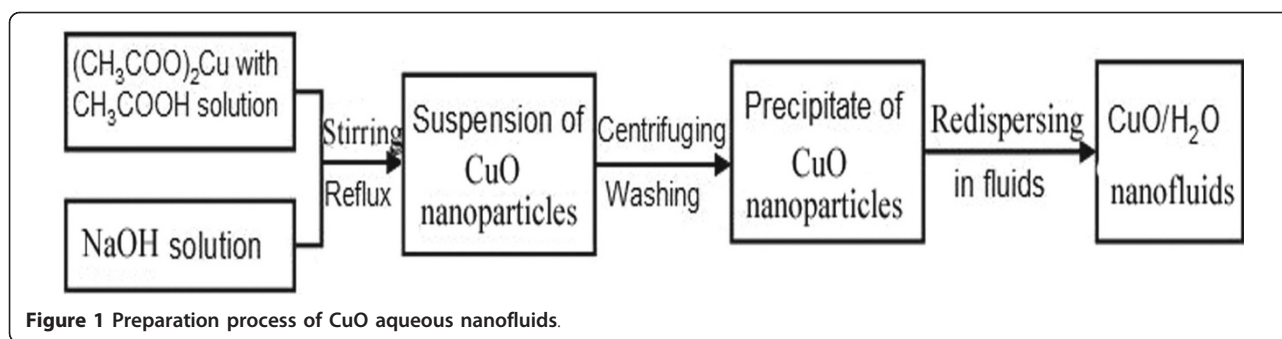 (CH₃COO)₂Cu with
CH₃COOH solution
NaOH solution
Stirring
Reflux
Suspension of
CuO
nanoparticles
Centrifuging
Washing
Precipitate of
CuO
nanoparticles
Redispersing
in fluids
CuO/H₂O
nanofluids
Figure 1 Preparation process of CuO aqueous nanofluids.